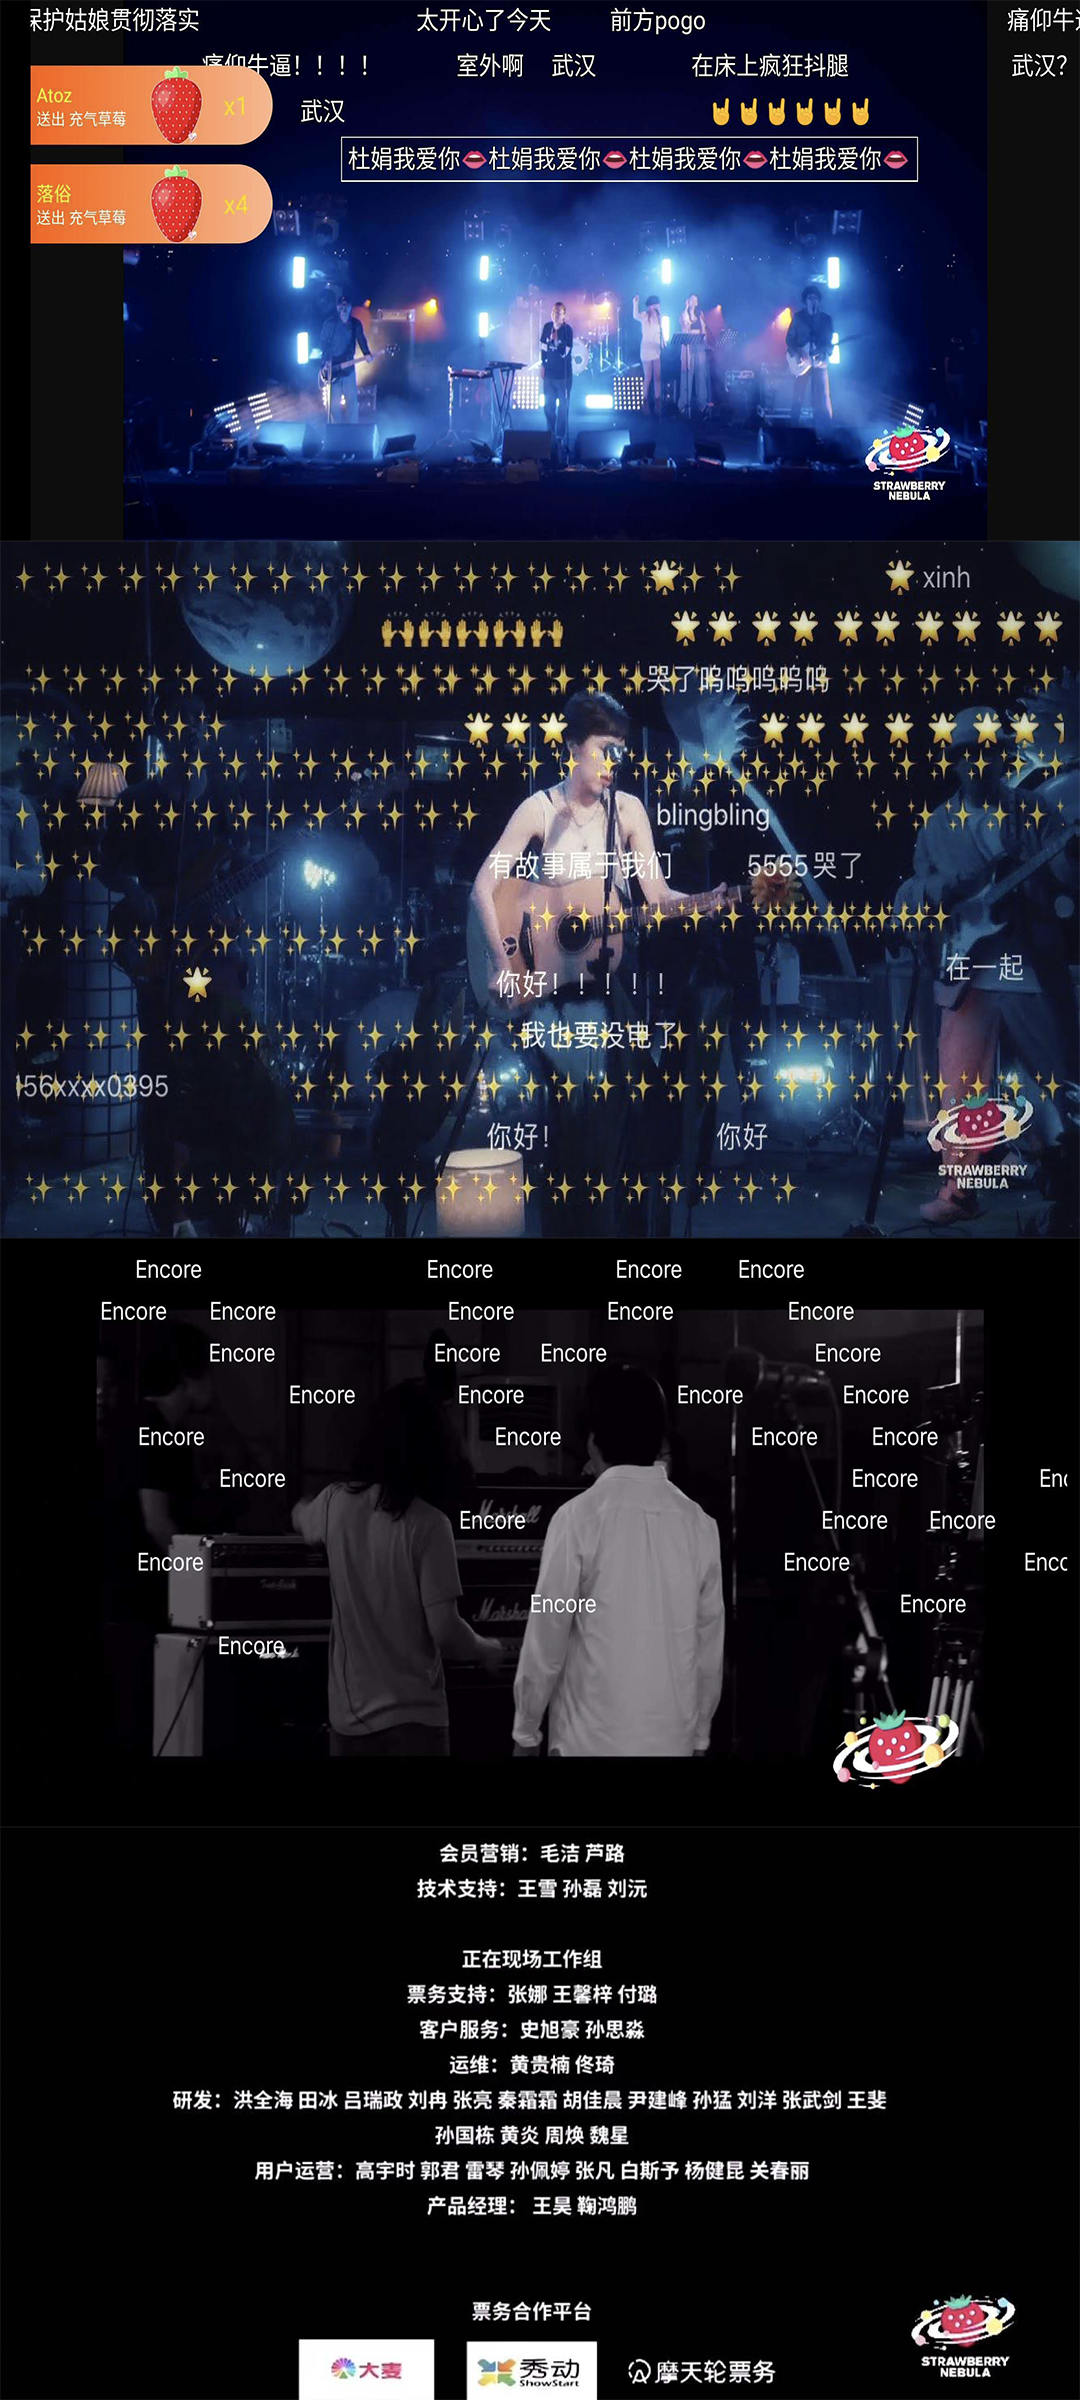 保护姑娘贯彻落实 太开心了今天 前方pogo 痛仰牛
痛仰牛逼！！！！ 室外啊 武汉 在床上疯狂抖腿 武汉？
Atoz
送出 充气草莓 x1
武汉
杜娟我爱你 杜娟我爱你 杜娟我爱你 杜娟我爱你
落俗
送出 充气草莓 x4
STRAWBERRY
NEBULA
xinh
哭了呜呜呜呜呜
blingbling
有故事属于我们 5555哭了
在一起
你好！！！！！
我也要没电了
156xxxx0395
你好！ 你好
STRAWBERRY
NEBULA
Encore Encore Encore Encore
Encore Encore Encore Encore Encore
Encore Encore Encore Encore
Encore Encore Encore Encore
Encore Encore Encore Encore
Encore Encore Enc
Encore Encore Encore
Marshall
Encore Encore Enco
Encore Encore
Marshall
Encore
会员营销：毛洁 芦路
技术支持：王雪 孙磊 刘沅
正在现场工作组
票务支持：张娜 王馨梓 付璐
客户服务：史旭豪 孙思淼
运维：黄贵楠 佟琦
研发：洪全海 田冰 吕瑞政 刘冉 张亮 秦霜霜 胡佳晨 尹建峰 孙猛 刘洋 张武剑 王斐
孙国栋 黄炎 周焕 魏星
用户运营：高宇时 郭君 雷琴 孙佩婷 张凡 白斯予 杨健昆 关春丽
产品经理： 王昊 鞠鸿鹏
票务合作平台
大麦 秀动 ShowStart 摩天轮票务
STRAWBERRY
NEBULA